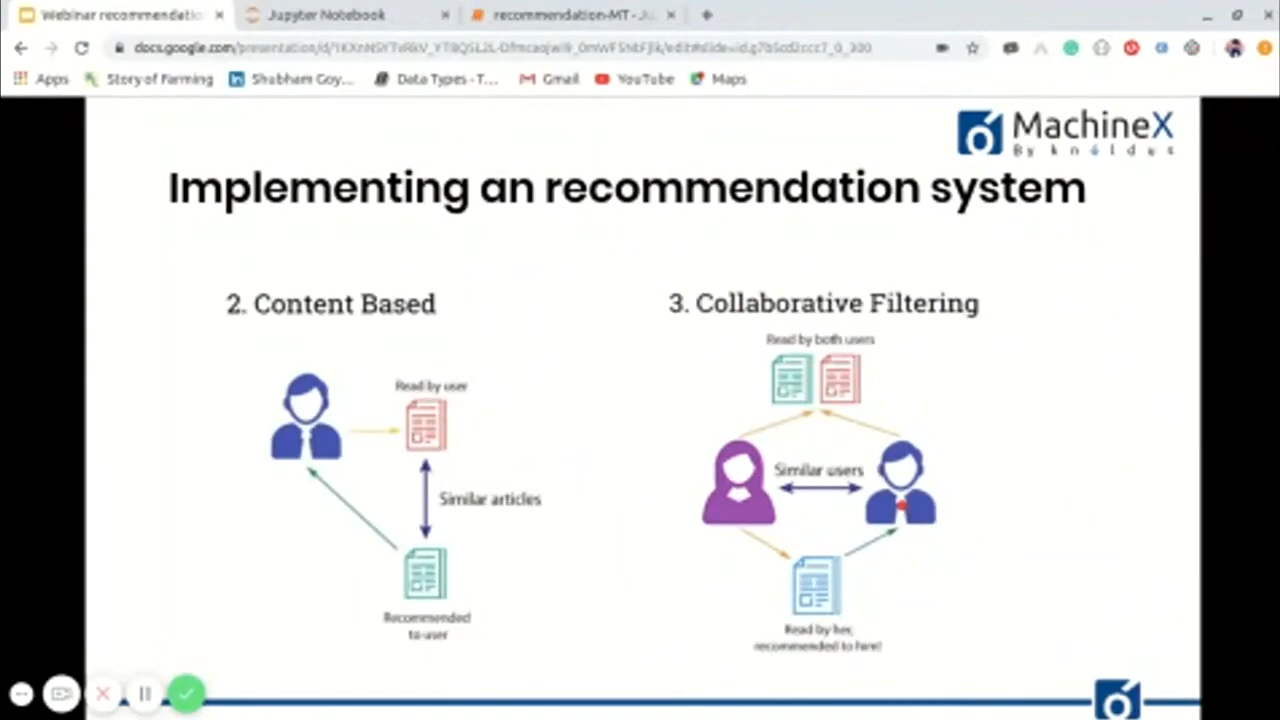 Webinar recommendatio
Jupyter Notebook
recommendation-MT - Ju
Apps
Story of Farming
Shubham Goy...
Data Types - T...
Gmail
YouTube
Maps
MachineX
By knoldus
Implementing an recommendation system
2. Content Based
3. Collaborative Filtering
Read by both users
Read by user
Similar users
Similar articles
Recommended
to user
Read by her,
recommended to him!